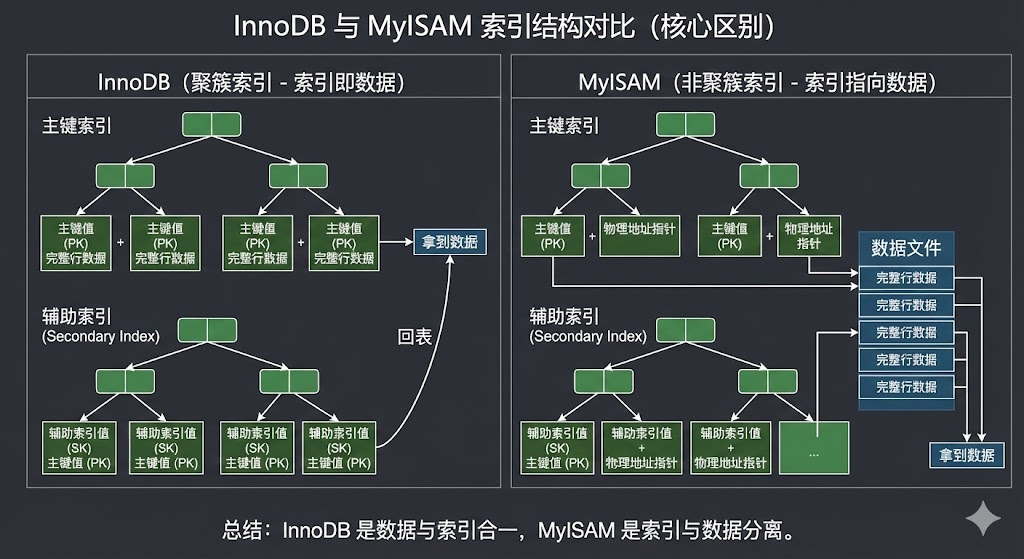 InnoDB 与 MyISAM 索引结构对比（核心区别）
InnoDB（聚簇索引 - 索引即数据）
主键索引
主键值
(PK)
完整行数据
+
主键值
(PK)
完整行数据
主键值
(PK)
完整行数据
+
主键值
(PK)
完整行数据
拿到数据
辅助索引
(Secondary Index)
回表
辅助索引值
(SK)
主键值 (PK)
辅助索引值
(SK)
主键值 (PK)
辅助索引值
(SK)
主键值 (PK)
辅助索引值
(SK)
主键值 (PK)
MyISAM（非聚簇索引 - 索引指向数据）
主键索引
主键值
(PK)
+
物理地址指针
主键值
(PK)
+
物理地址
指针
数据文件
完整行数据
完整行数据
完整行数据
完整行数据
完整行数据
辅助索引
(Secondary Index)
辅助索引值
(SK)
主键值 (PK)
辅助索引值
+
物理地址指针
辅助索引值
+
物理地址指针
...
拿到数据
总结：InnoDB 是数据与索引合一，MyISAM 是索引与数据分离。